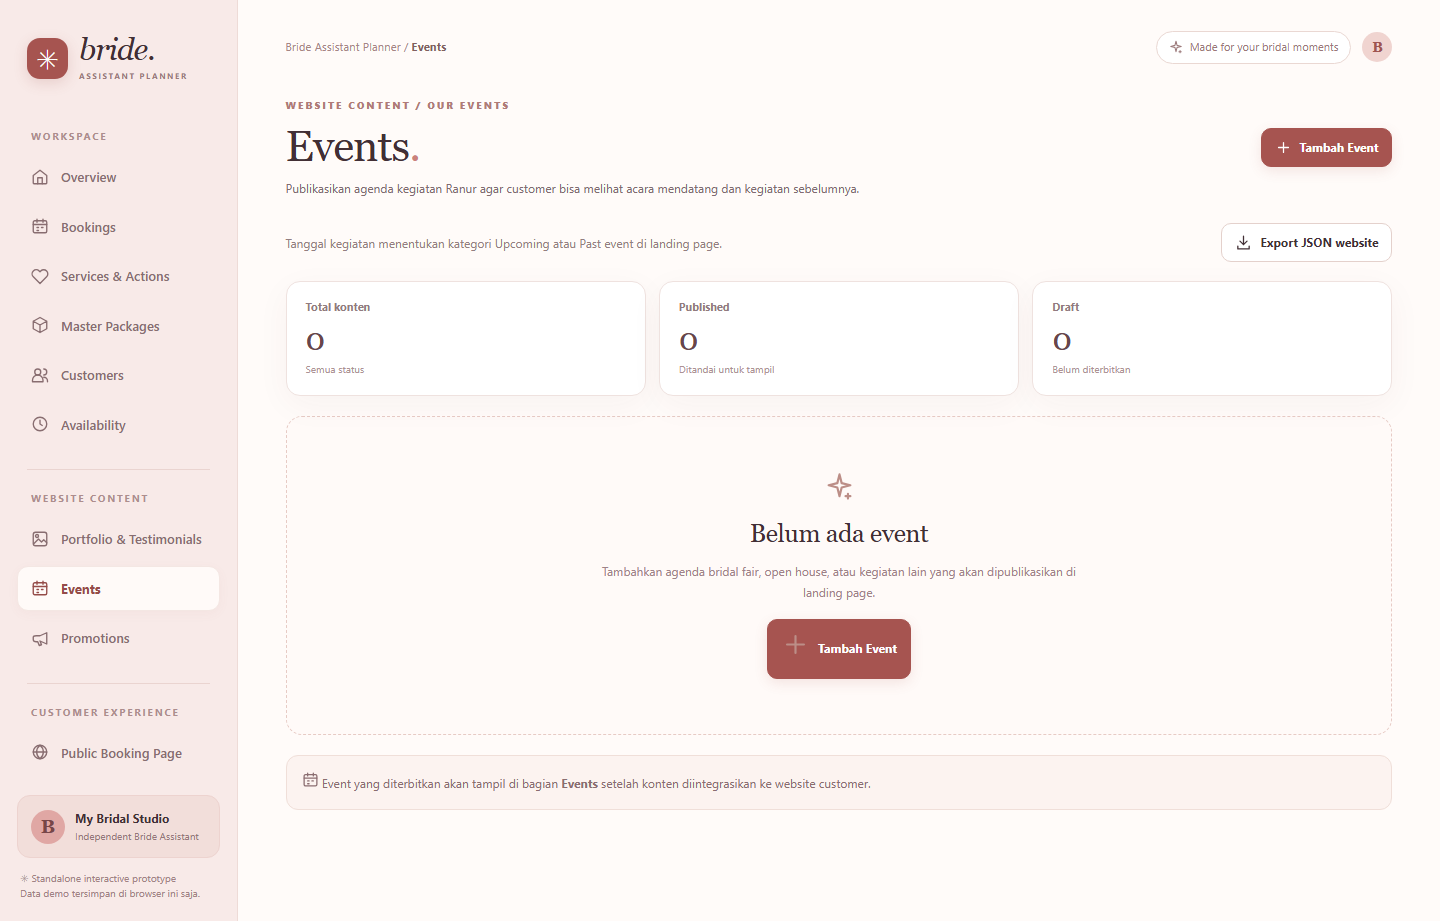 bride.
ASSISTANT PLANNER
WORKSPACE
Overview
Bookings
Services & Actions
Master Packages
Customers
Availability
WEBSITE CONTENT
Portfolio & Testimonials
Events
Promotions
CUSTOMER EXPERIENCE
Public Booking Page
B
My Bridal Studio
Independent Bride Assistant
✳ Standalone interactive prototype
Data demo tersimpan di browser ini saja.
Bride Assistant Planner / Events
Made for your bridal moments
B
WEBSITE CONTENT / OUR EVENTS
Events.
Tambah Event
Publikasikan agenda kegiatan Ranur agar customer bisa melihat acara mendatang dan kegiatan sebelumnya.
Tanggal kegiatan menentukan kategori Upcoming atau Past event di landing page.
Export JSON website
Total konten
0
Semua status
Published
0
Ditandai untuk tampil
Draft
0
Belum diterbitkan
Belum ada event
Tambahkan agenda bridal fair, open house, atau kegiatan lain yang akan dipublikasikan di
landing page.
Tambah Event
Event yang diterbitkan akan tampil di bagian Events setelah konten diintegrasikan ke website customer.